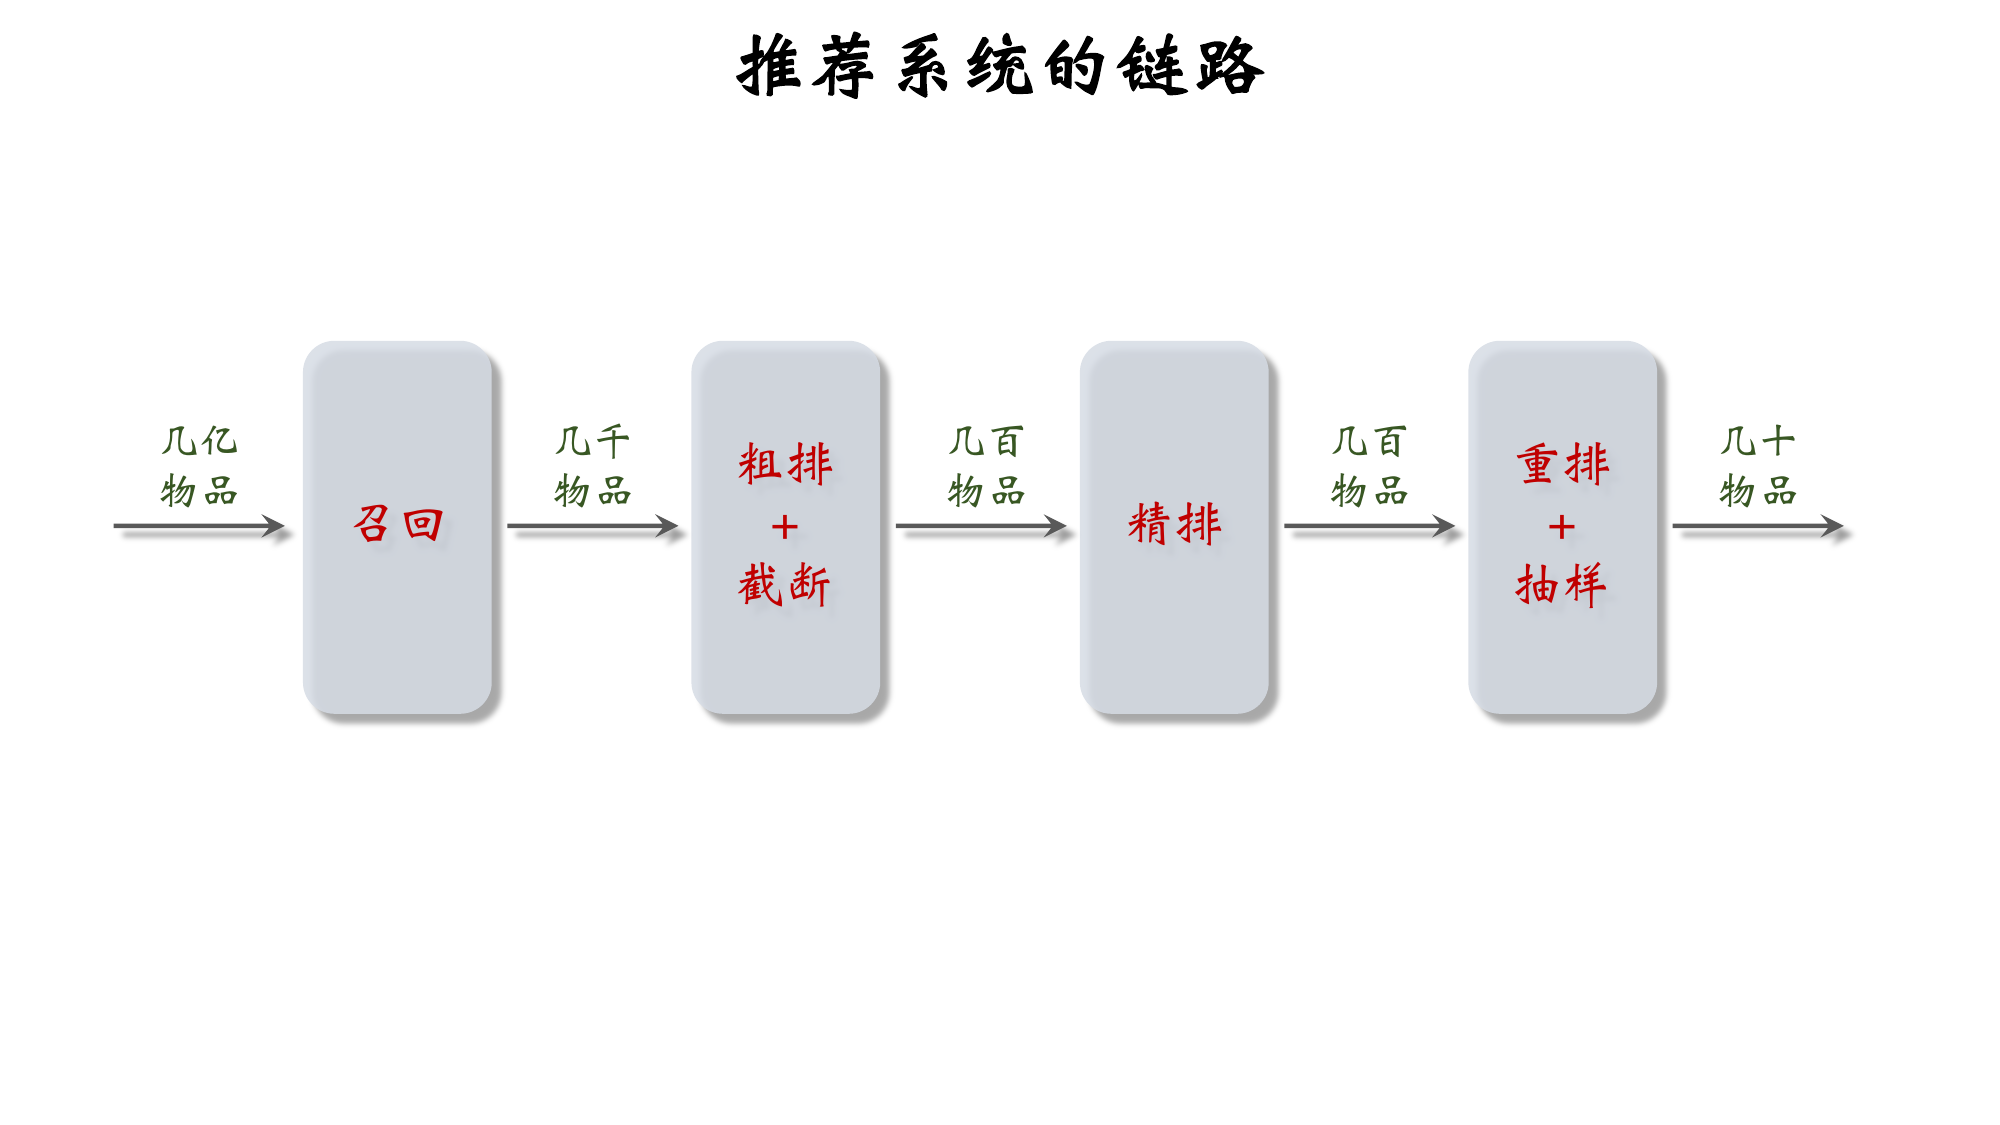 推荐系统的链路
几亿
物品
召回
几千
物品
粗排
+
截断
几百
物品
精排
几百
物品
重排
+
抽样
几十
物品